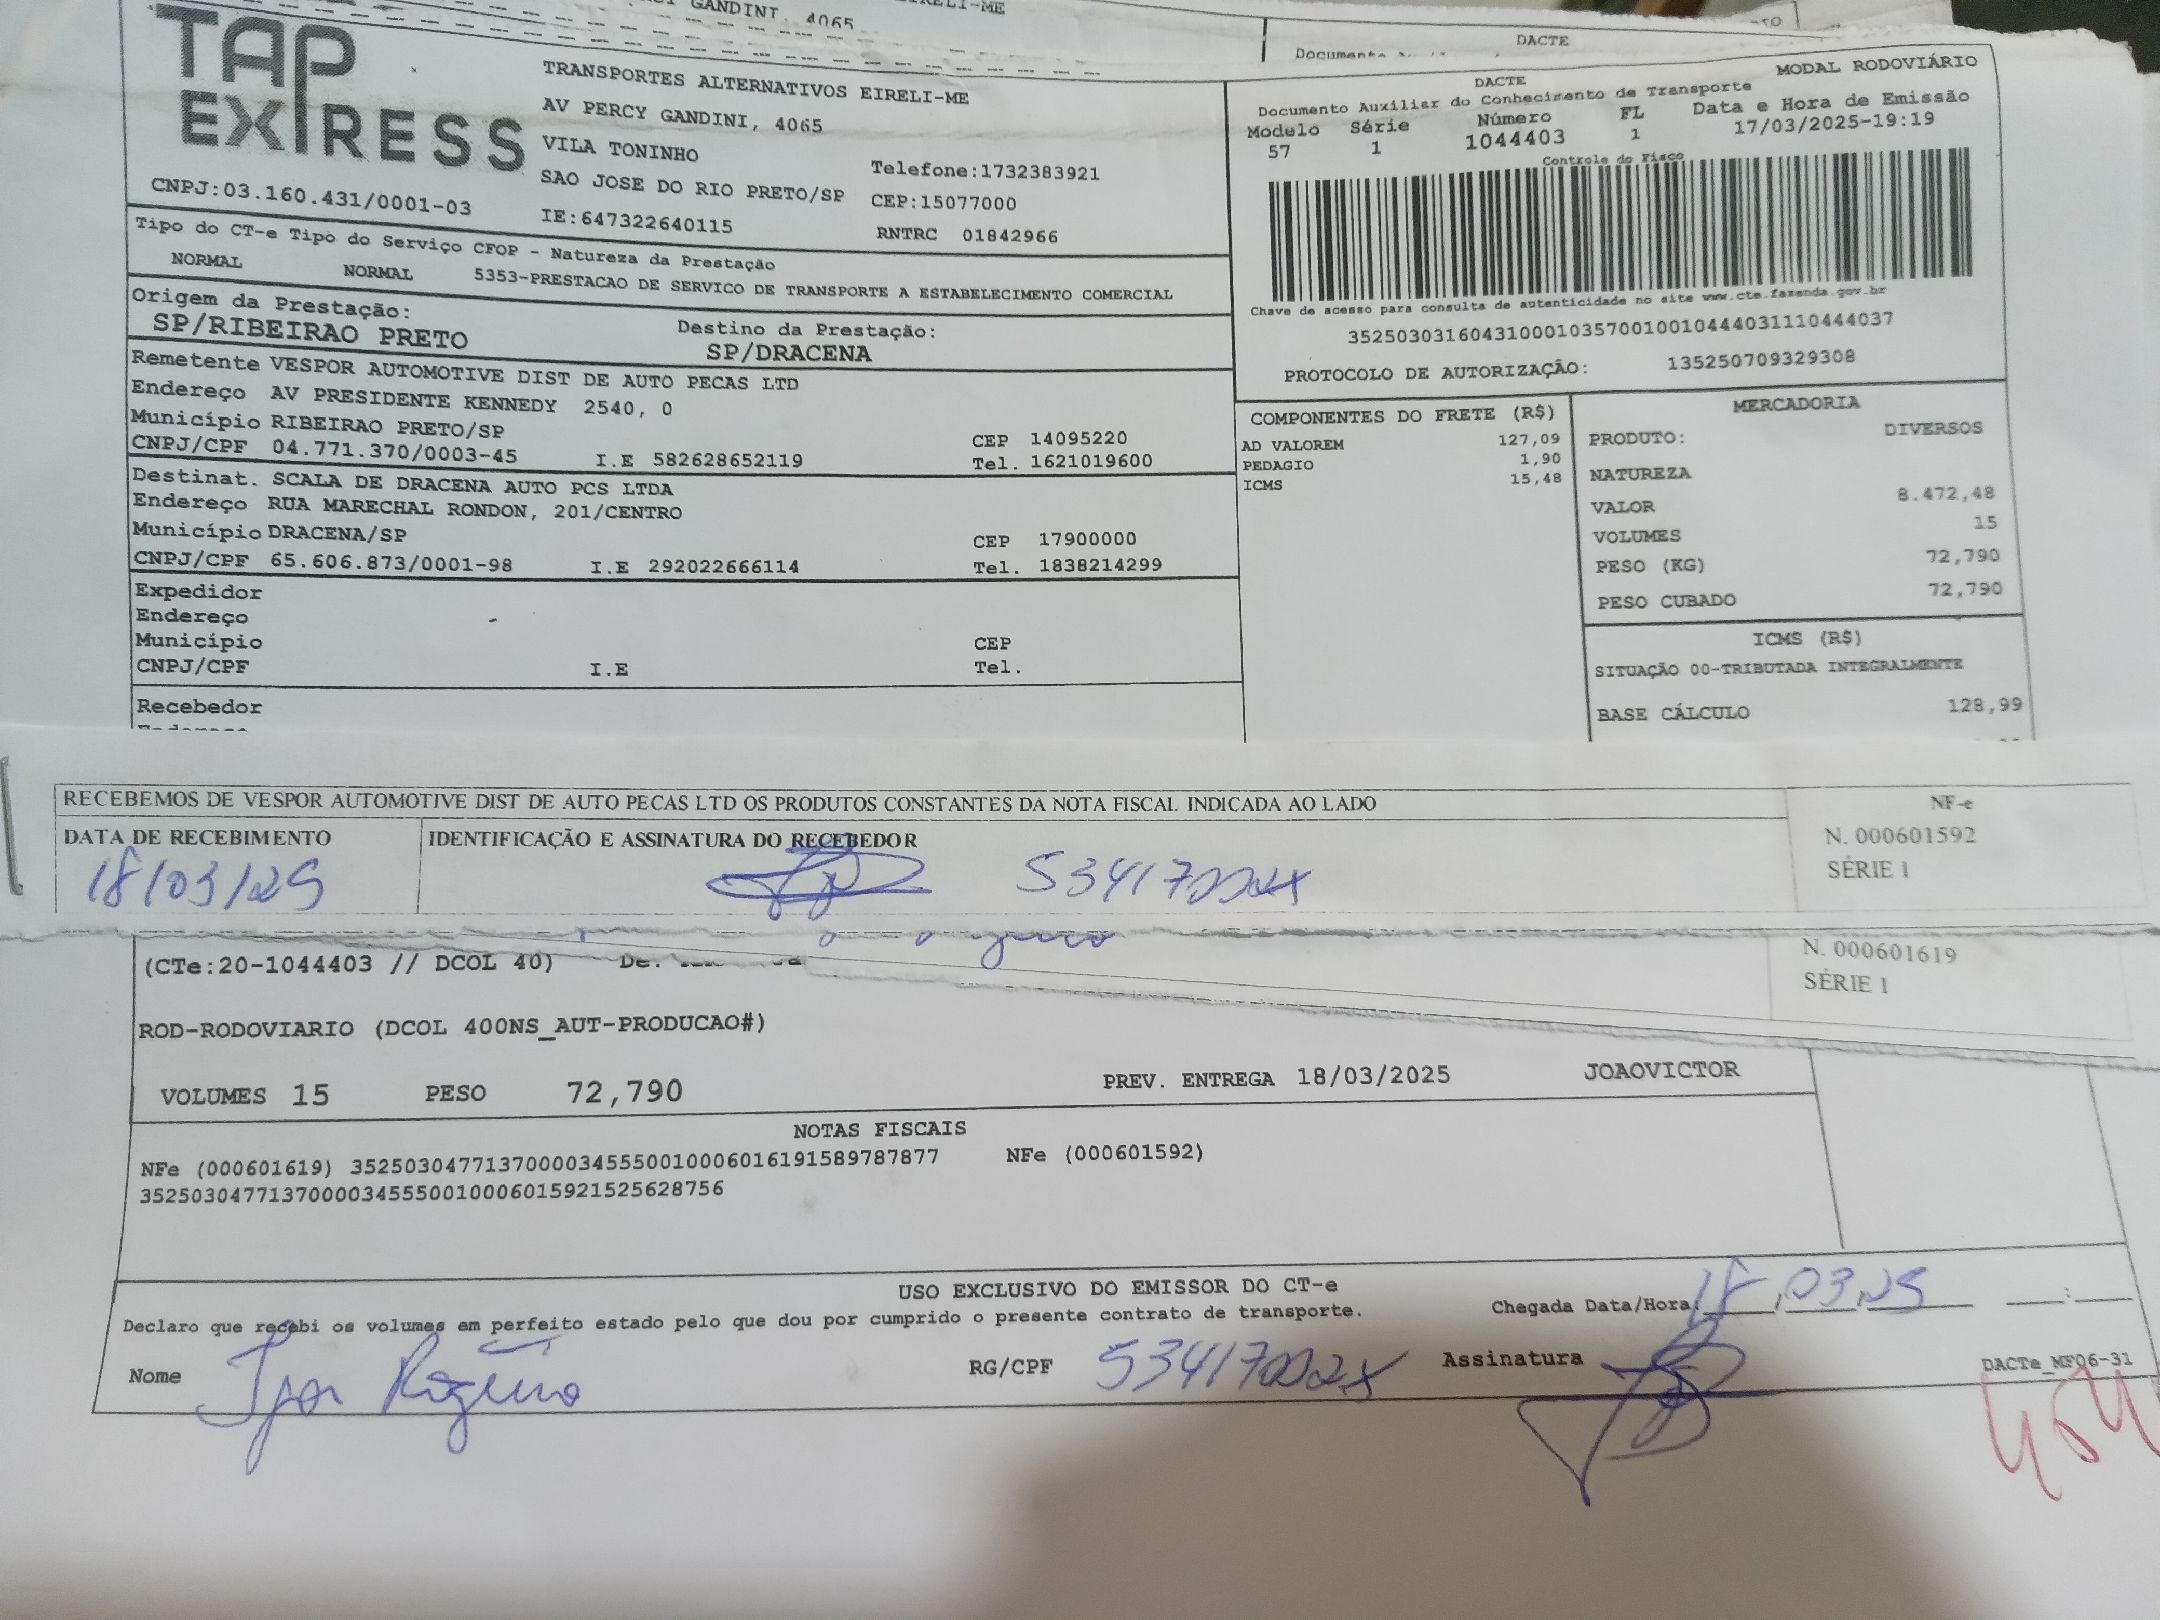 GANDINI, 4065
EIRELI-ME
DACTE
TAP
EXPRESS
TRANSPORTES ALTERNATIVOS EIRELI-ME
AV PERCY GANDINI, 4065
VILA TONINHO
SAO JOSE DO RIO PRETO/SP
Telefone:1732383921
CEP:15077000
CNPJ:03.160.431/0001-03
IE:647322640115
RNTRC 01842966
DACTE
MODAL RODOVIÁRIO
Documento Auxiliar do Conhecimento de Transporte
Modelo Série Número FL Data e Hora de Emissão
57 1 1044403 1 17/03/2025-19:19
Controle do Fisco
Chave de acesso para consulta de autenticidade no site www.cte.fazenda.gov.br
35250303160431000103570010010444031110444037
PROTOCOLO DE AUTORIZAÇÃO: 135250709329308
Tipo do CT-e Tipo do Serviço CFOP - Natureza da Prestação
NORMAL NORMAL 5353-PRESTACAO DE SERVICO DE TRANSPORTE A ESTABELECIMENTO COMERCIAL
Origem da Prestação: Destino da Prestação:
SP/RIBEIRAO PRETO SP/DRACENA
Remetente VESPOR AUTOMOTIVE DIST DE AUTO PECAS LTD
Endereço AV PRESIDENTE KENNEDY 2540, 0
Município RIBEIRAO PRETO/SP CEP 14095220
CNPJ/CPF 04.771.370/0003-45 I.E 582628652119 Tel. 1621019600
Destinat. SCALA DE DRACENA AUTO PCS LTDA
Endereço RUA MARECHAL RONDON, 201/CENTRO
Município DRACENA/SP CEP 17900000
CNPJ/CPF 65.606.873/0001-98 I.E 292022666114 Tel. 1838214299
Expedidor
Endereço
Município CEP
CNPJ/CPF I.E Tel.
Recebedor
COMPONENTES DO FRETE (R$)
AD VALOREM 127,09
PEDAGIO 1,90
ICMS 15,48
MERCADORIA
PRODUTO: DIVERSOS
NATUREZA
VALOR 8.472,48
VOLUMES 15
PESO (KG) 72,790
PESO CUBADO 72,790
ICMS (R$)
SITUAÇÃO 00-TRIBUTADA INTEGRALMENTE
BASE CÁLCULO 128,99
RECEBEMOS DE VESPOR AUTOMOTIVE DIST DE AUTO PECAS LTD OS PRODUTOS CONSTANTES DA NOTA FISCAL INDICADA AO LADO
DATA DE RECEBIMENTO IDENTIFICAÇÃO E ASSINATURA DO RECEBEDOR
18/03/25 53417002X
NF-e
N. 000601592
SÉRIE 1
N. 000601619
SÉRIE 1
(CTe:20-1044403 // DCOL 40)
ROD-RODOVIARIO (DCOL 400NS_AUT-PRODUCAO#)
VOLUMES 15 PESO 72,790 PREV. ENTREGA 18/03/2025 JOAOVICTOR
NOTAS FISCAIS
NFe (000601619) 35250304771370000345550010006016191589787877 NFe (000601592)
35250304771370000345550010006015921525628756
USO EXCLUSIVO DO EMISSOR DO CT-e
Declaro que recebi os volumes em perfeito estado pelo que dou por cumprido o presente contrato de transporte. Chegada Data/Hora: 18,03,25 :
Nome Igor Rogério RG/CPF 53417002X Assinatura
DACTe_MF06-31